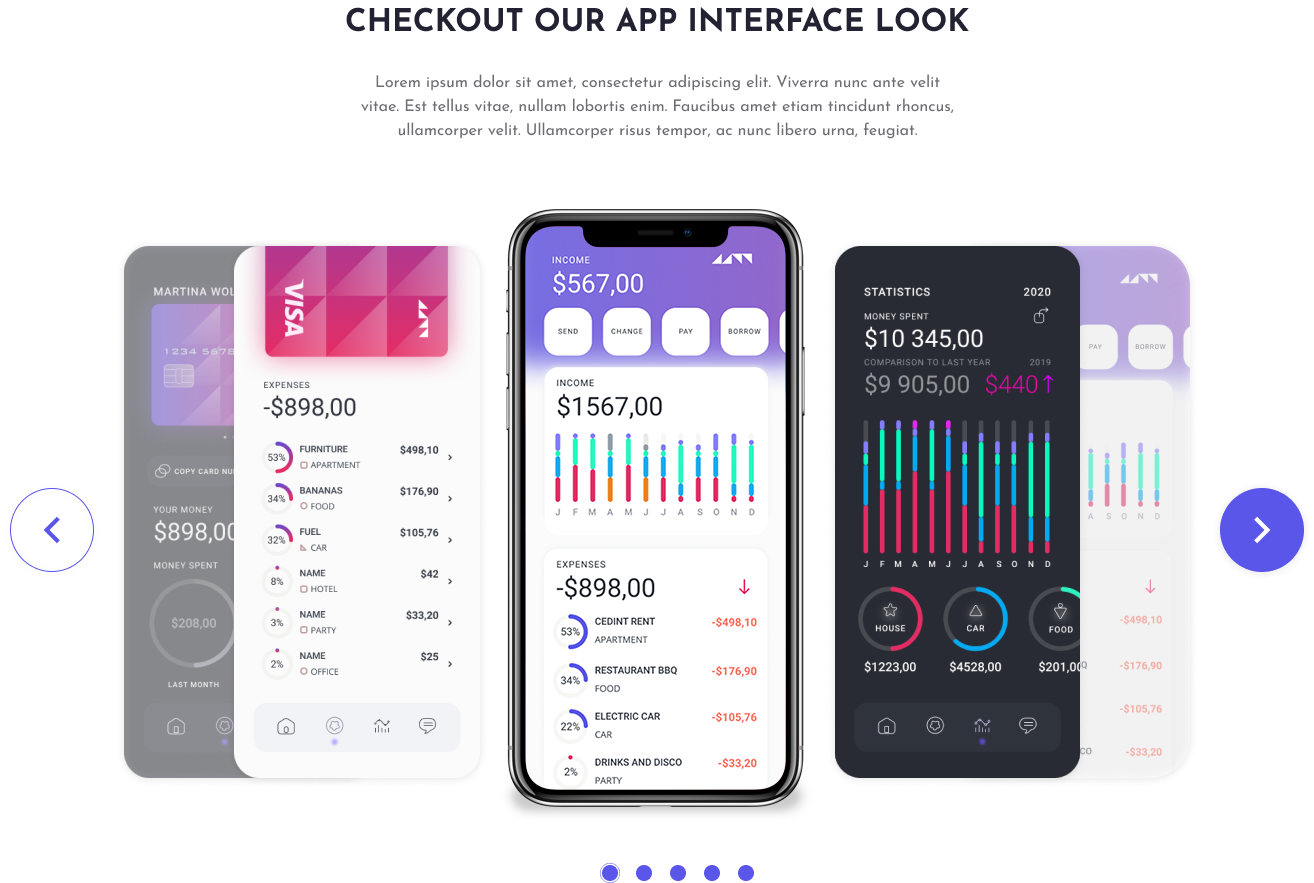 CHECKOUT OUR APP INTERFACE LOOK
Lorem ipsum dolor sit amet, consectetur adipiscing elit. Viverra nunc ante velit
vitae. Est tellus vitae, nullam lobortis enim. Faucibus amet etiam tincidunt rhoncus,
ullamcorper velit. Ullamcorper risus tempor, ac nunc libero urna, feugiat.
MARTINA WOL
1234 5678
COPY CARD NU
YOUR MONEY
$898,00
MONEY SPENT
$208,00
LAST MONTH
VISA
EXPENSES
-$898,00
53% FURNITURE $498,10
APARTMENT
34% BANANAS $176,90
FOOD
32% FUEL $105,76
CAR
8% NAME $42
HOTEL
3% NAME $33,20
PARTY
2% NAME $25
OFFICE
INCOME
$567,00
SEND CHANGE PAY BORROW
INCOME
$1567,00
J F M A M J J A S O N D
EXPENSES
-$898,00
53% CEDINT RENT -$498,10
APARTMENT
34% RESTAURANT BBQ -$176,90
FOOD
22% ELECTRIC CAR -$105,76
CAR
2% DRINKS AND DISCO -$33,20
PARTY
STATISTICS 2020
MONEY SPENT
$10 345,00
COMPARISON TO LAST YEAR 2019
$9 905,00 $440↑
J F M A M J J A S O N D
HOUSE CAR FOOD
$1223,00 $4528,00 $201,00
PAY BORROW
A S O N D
-$498,10
Q -$176,90
-$105,76
CO -$33,20